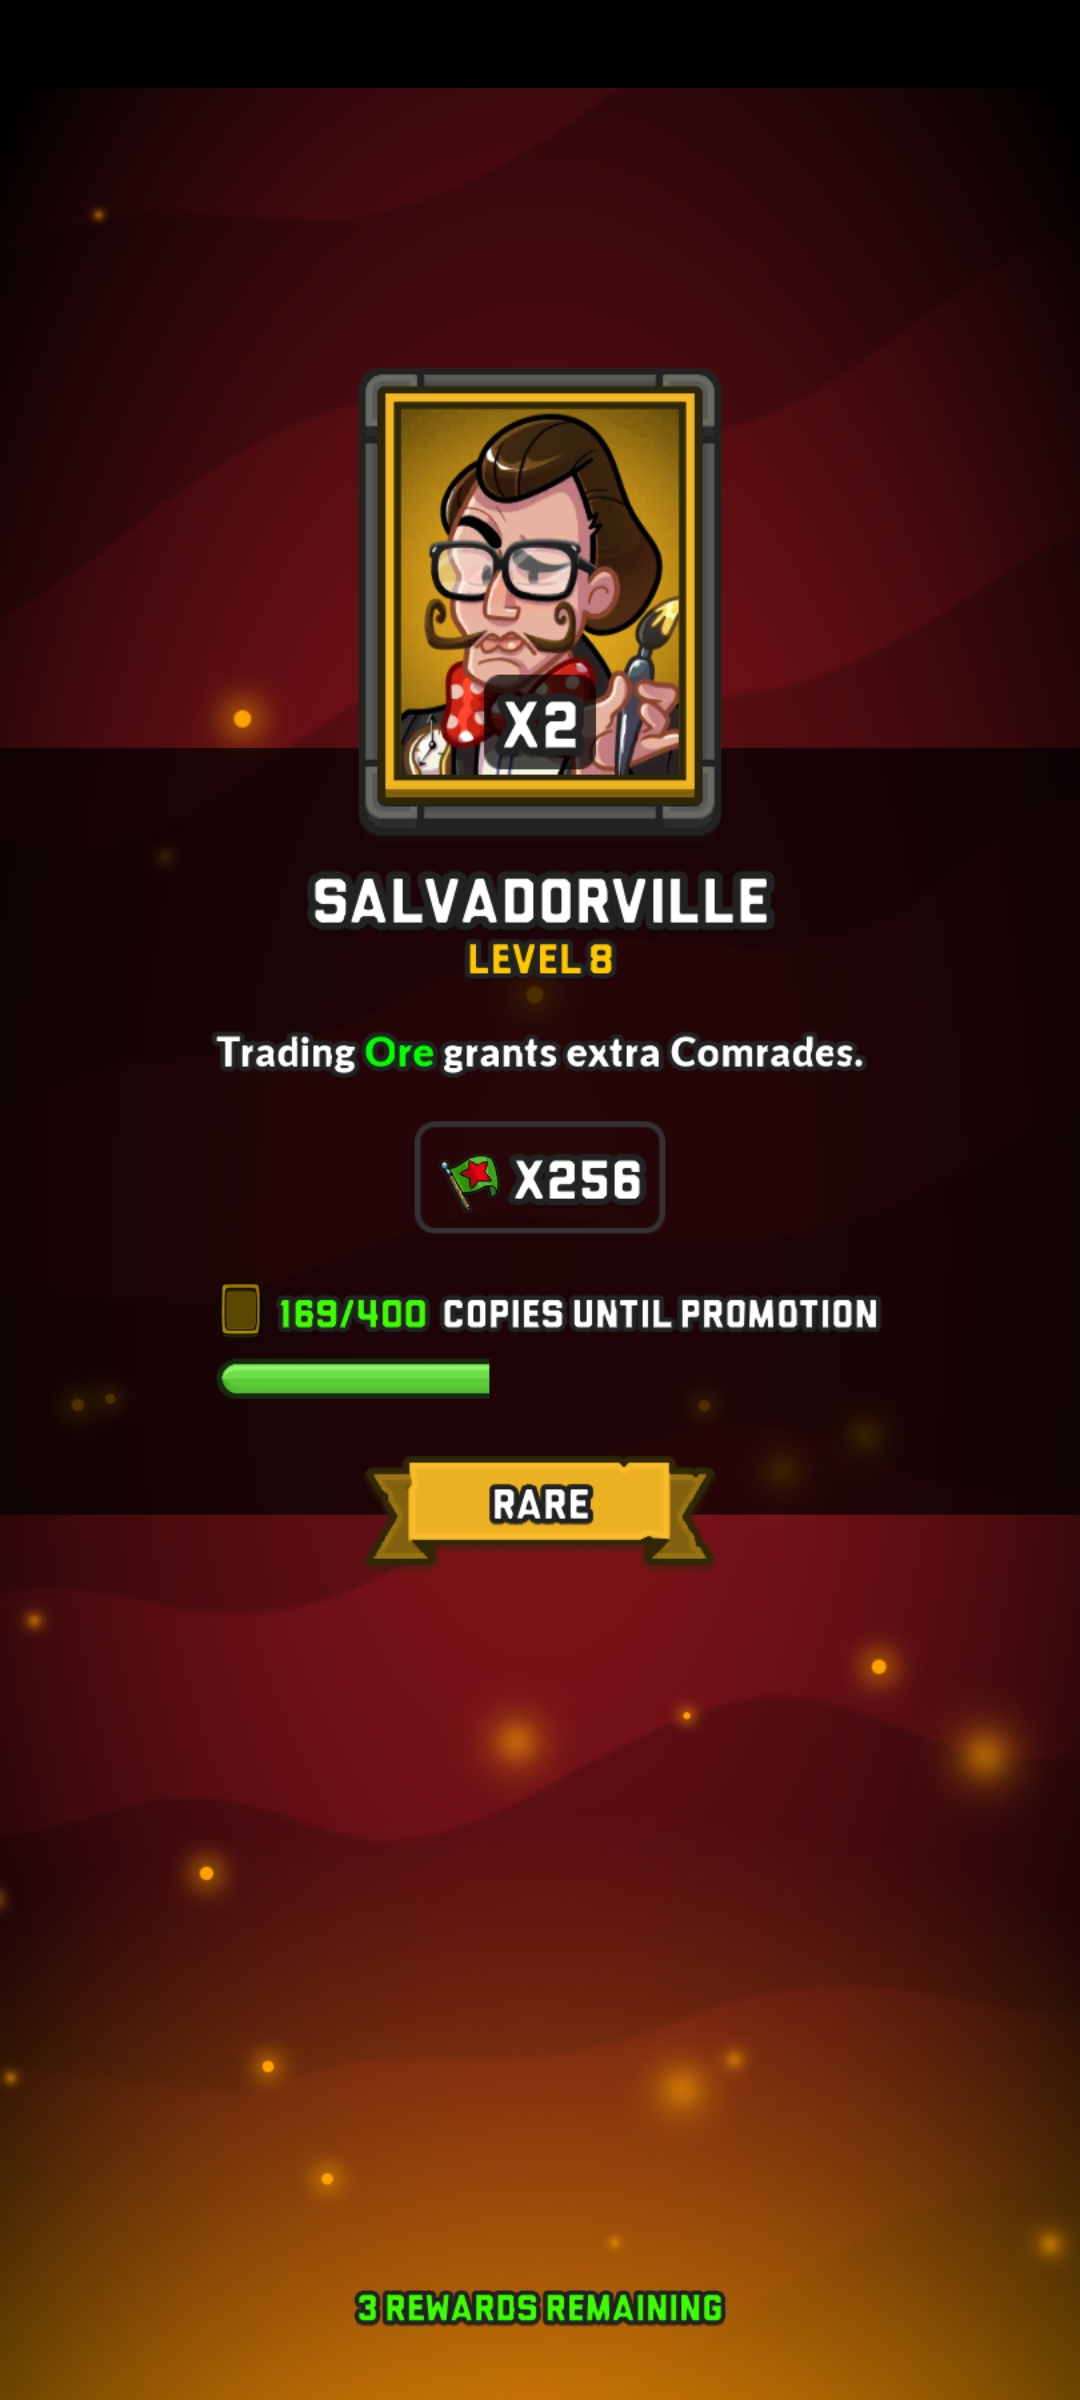 X2
SALVADORVILLE
LEVEL 8
Trading Ore grants extra Comrades.
X256
169/400 COPIES UNTIL PROMOTION
RARE
3 REWARDS REMAINING